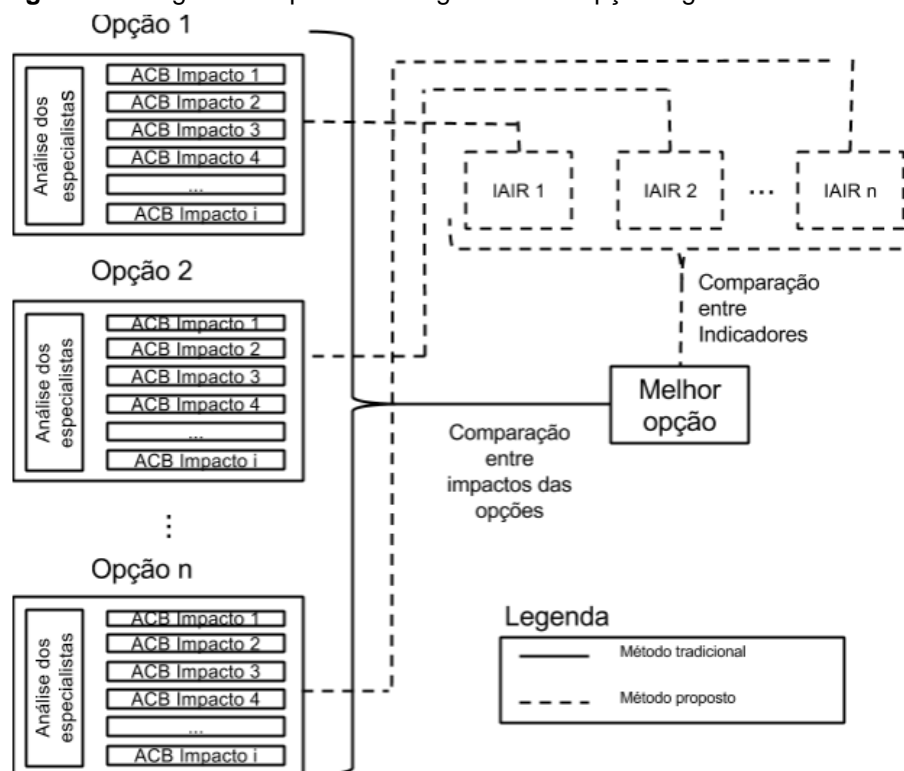 Opção 1
Análise dos
especialistas
ACB Impacto 1
ACB Impacto 2
ACB Impacto 3
ACB Impacto 4
...
ACB Impacto i
Opção 2
Análise dos
especialistas
ACB Impacto 1
ACB Impacto 2
ACB Impacto 3
ACB Impacto 4
...
ACB Impacto i
...
Opção n
Análise dos
especialistas
ACB Impacto 1
ACB Impacto 2
ACB Impacto 3
ACB Impacto 4
...
ACB Impacto i
IAIR 1
IAIR 2
...
IAIR n
Comparação
entre
Indicadores
Melhor
opção
Comparação
entre
impactos das
opções
Legenda
Método tradicional
Método proposto